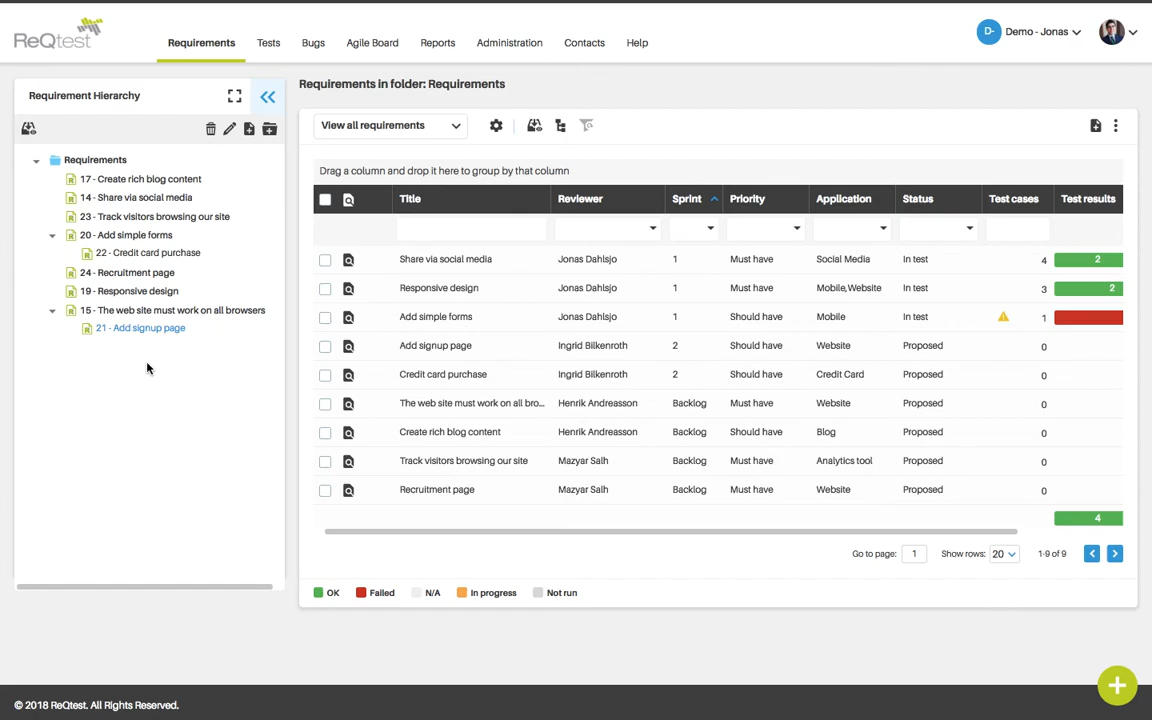 ReQtest
Requirements Tests Bugs Agile Board Reports Administration Contacts Help
D- Demo - Jonas
Requirement Hierarchy
Requirements
17 - Create rich blog content
14 - Share via social media
23 - Track visitors browsing our site
20 - Add simple forms
22 - Credit card purchase
24 - Recruitment page
19 - Responsive design
15 - The web site must work on all browsers
21 - Add signup page
Requirements in folder: Requirements
View all requirements
Drag a column and drop it here to group by that column
Title Reviewer Sprint Priority Application Status Test cases Test results
Share via social media Jonas Dahlsjo 1 Must have Social Media In test 4 2
Responsive design Jonas Dahlsjo 1 Must have Mobile,Website In test 3 2
Add simple forms Jonas Dahlsjo 1 Should have Mobile In test 1
Add signup page Ingrid Bilkenroth 2 Should have Website Proposed 0
Credit card purchase Ingrid Bilkenroth 2 Should have Credit Card Proposed 0
The web site must work on all bro... Henrik Andreasson Backlog Must have Website Proposed 0
Create rich blog content Henrik Andreasson Backlog Should have Blog Proposed 0
Track visitors browsing our site Mazyar Salh Backlog Must have Analytics tool Proposed 0
Recruitment page Mazyar Salh Backlog Must have Website Proposed 0
4
Go to page: 1 Show rows: 20 1-9 of 9
OK Failed N/A In progress Not run
© 2018 ReQtest. All Rights Reserved.